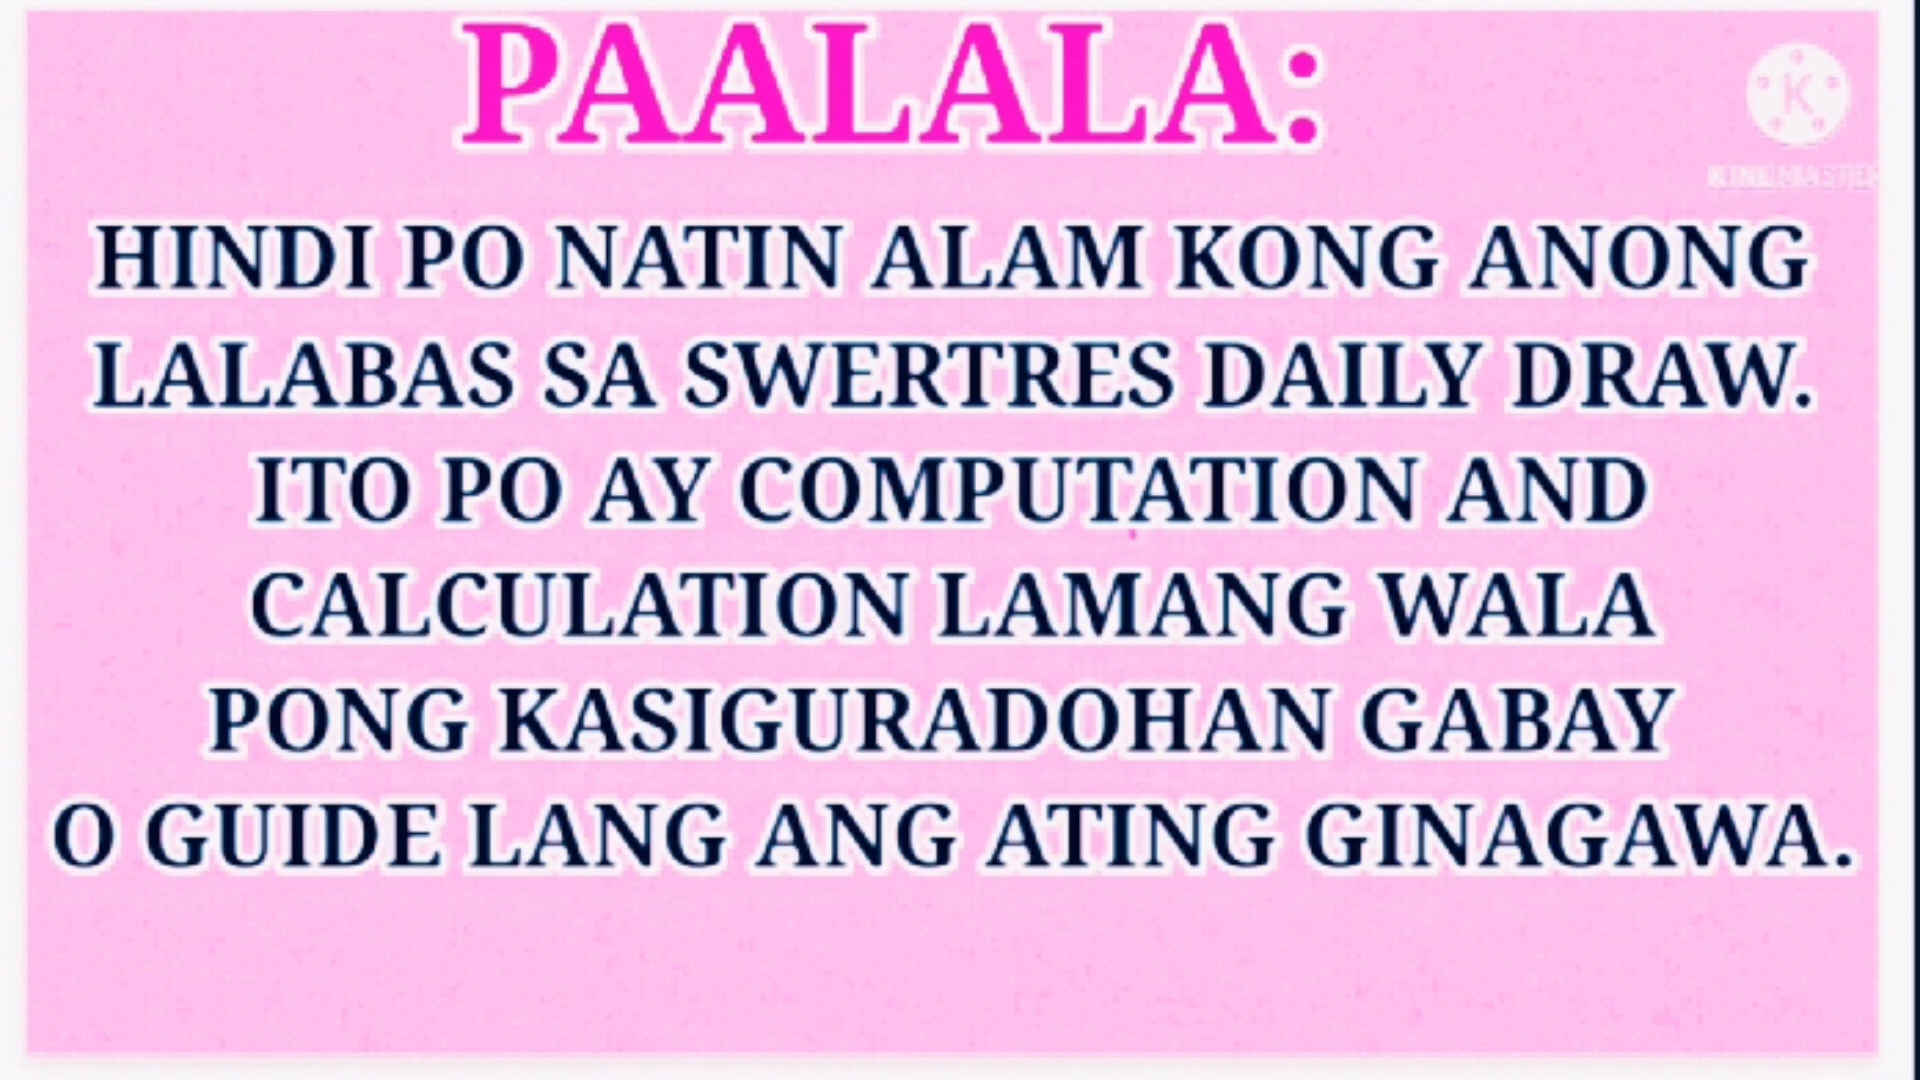 PAALALA:
KINEMASTER
HINDI PO NATIN ALAM KONG ANONG
LALABAS SA SWERTRES DAILY DRAW.
ITO PO AY COMPUTATION AND
CALCULATION LAMANG WALA
PONG KASIGURADOHAN GABAY
O GUIDE LANG ANG ATING GINAGAWA.